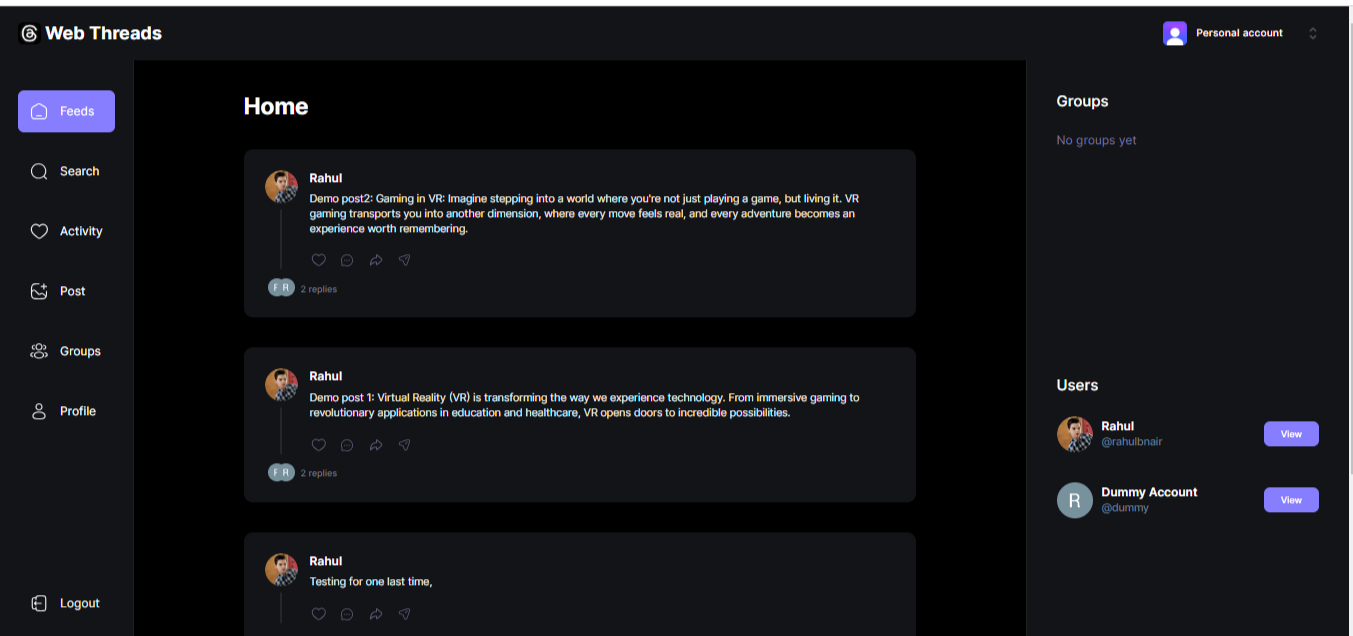 Web Threads
Personal account
Feeds
Search
Activity
Post
Groups
Profile
Logout
Home
Rahul
Demo post2: Gaming in VR: Imagine stepping into a world where you're not just playing a game, but living it. VR
gaming transports you into another dimension, where every move feels real, and every adventure becomes an
experience worth remembering.
2 replies
Rahul
Demo post 1: Virtual Reality (VR) is transforming the way we experience technology. From immersive gaming to
revolutionary applications in education and healthcare, VR opens doors to incredible possibilities.
2 replies
Rahul
Testing for one last time,
Groups
No groups yet
Users
Rahul
@rahulbnair
View
R
Dummy Account
@dummy
View